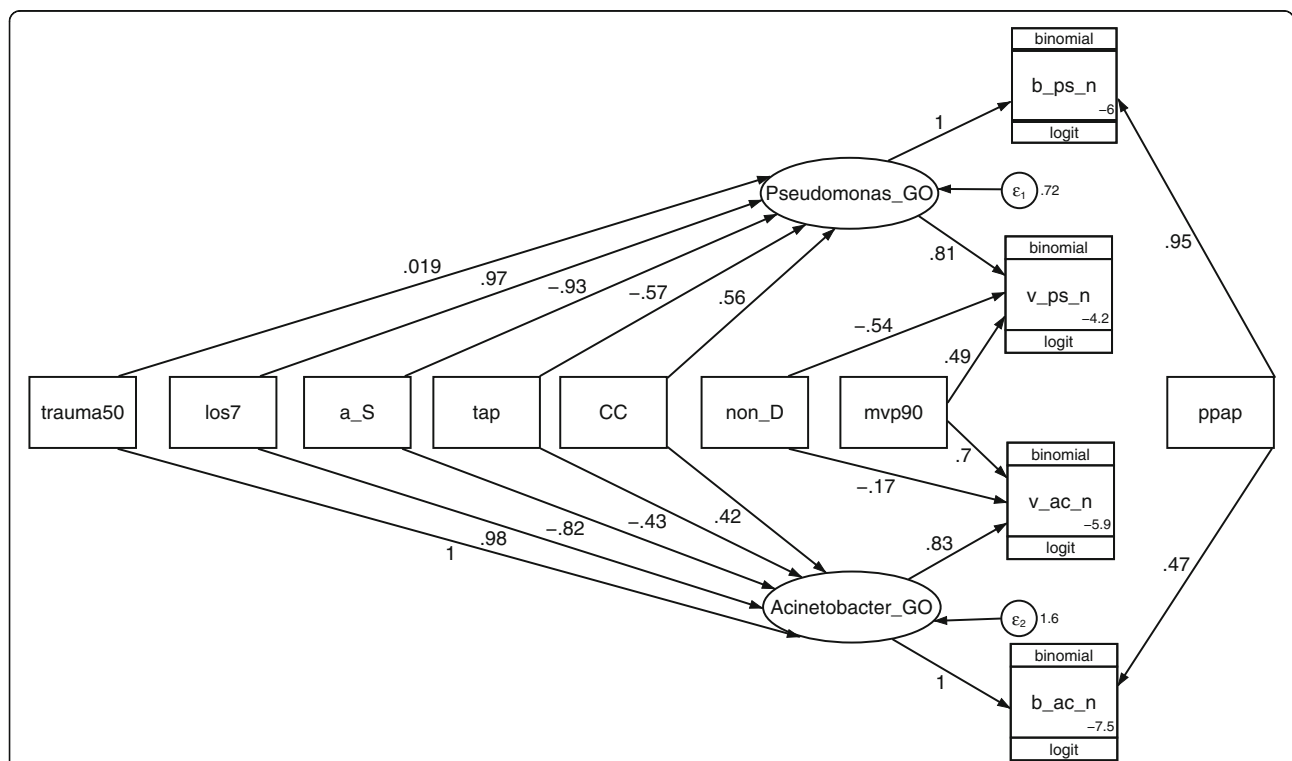 binomial
b_ps_n
−6
logit
1
Pseudomonas_GO
ε1 .72
.95
.019
.97
−.93
−.57
.56
.81
binomial
v_ps_n
−4.2
logit
−.54
.49
trauma50
los7
a_S
tap
CC
non_D
mvp90
ppap
.7
−.17
binomial
v_ac_n
−5.9
logit
1
.98
−.82
−.43
.42
.83
.47
Acinetobacter_GO
ε2 1.6
1
binomial
b_ac_n
−7.5
logit